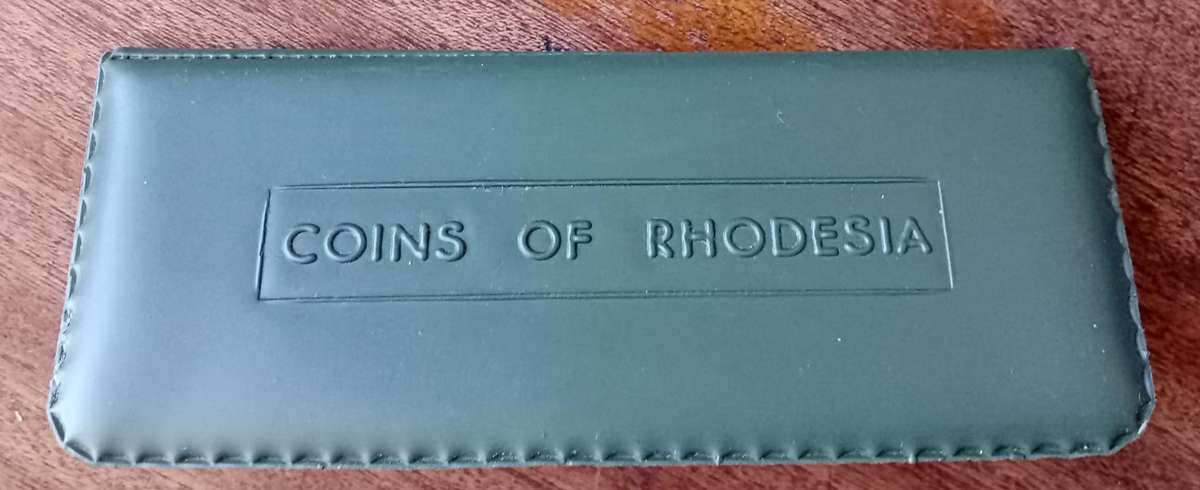 COINS OF RHODESIA